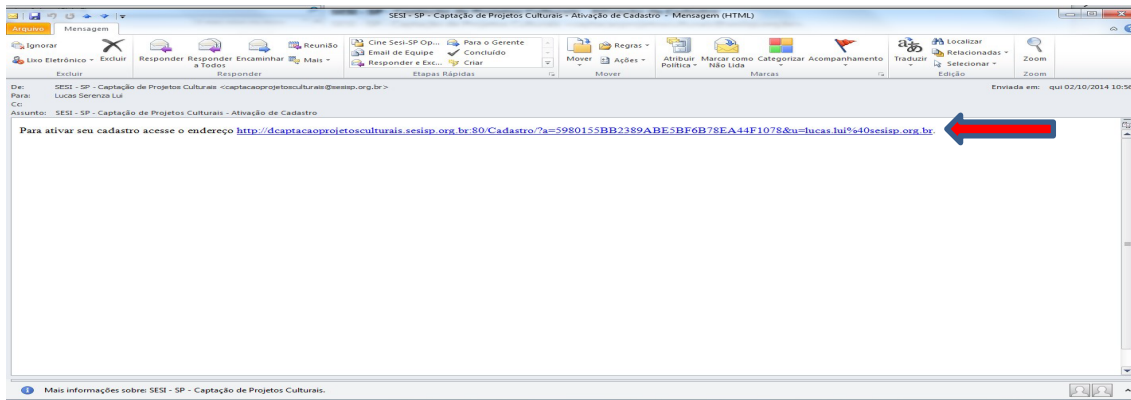 SESI - SP - Captação de Projetos Culturais - Ativação de Cadastro - Mensagem (HTML)
Arquivo Mensagem
Ignorar
Lixo Eletrônico
Excluir
Responder
Responder a Todos
Encaminhar
Reunião
Mais
Cine Sesi-SP Op...
Email de Equipe
Responder e Exc...
Para o Gerente
Concluído
Criar
Mover
Regras
Ações
Atribuir Política
Marcar como Não Lida
Categorizar
Acompanhamento
Traduzir
Localizar
Relacionadas
Selecionar
Zoom
Excluir Responder Etapas Rápidas Mover Marcas Edição Zoom
De: SESI - SP - Captação de Projetos Culturais <captacaoprojetosculturais@sesisp.org.br> Enviada em: qui 02/10/2014 10:56
Para: Lucas Serenza Lui
Cc:
Assunto: SESI - SP - Captação de Projetos Culturais - Ativação de Cadastro
Para ativar seu cadastro acesse o endereço http://dcaptacaoprojetosculturais.sesisp.org.br:80/Cadastro/?a=5980155BB2389ABE5BF6B78EA44F1078&u=lucas.lui%40sesisp.org.br.
Mais informações sobre: SESI - SP - Captação de Projetos Culturais.